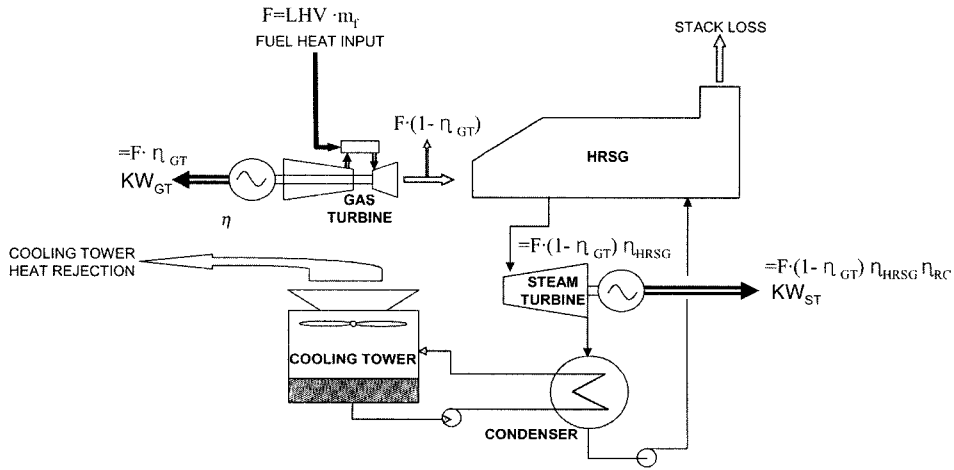 F=LHV ·m_f
FUEL HEAT INPUT
STACK LOSS
F·(1- η_GT)
HRSG
=F· η_GT
KW_GT
GAS
TURBINE
η
=F·(1- η_GT) η_HRSG
COOLING TOWER
HEAT REJECTION
STEAM
TURBINE
=F·(1- η_GT) η_HRSG η_RC
KW_ST
COOLING TOWER
CONDENSER